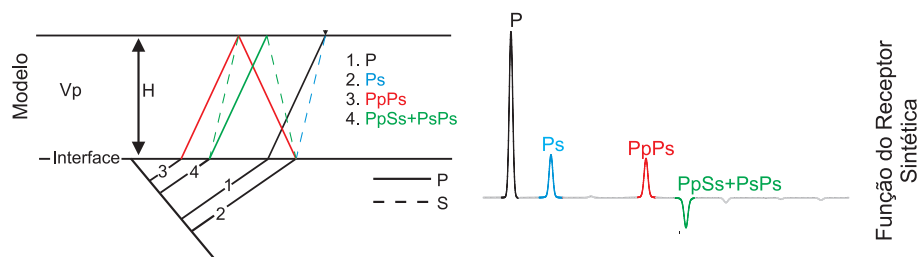 Modelo
Vp
H
Interface
1. P
2. Ps
3. PpPs
4. PpSs+PsPs
3
4
1
2
P
S
P
Ps
PpPs
PpSs+PsPs
Função do Receptor
Sintética